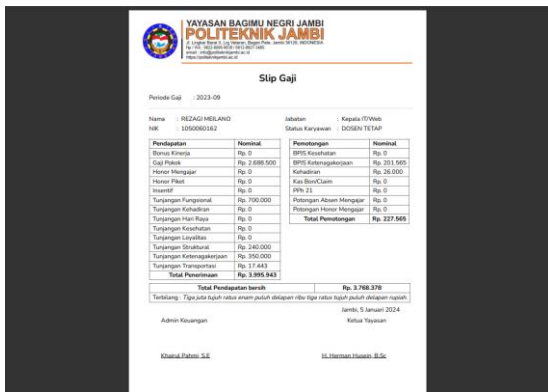 YAYASAN BAGIMU NEGRI JAMBI
POLITEKNIK JAMBI
Slip Gaji
Periode Gaji : 2023-09
Nama : REZAGI MEILANO Jabatan : Kepala IT/Web
NIK : 1050060162 Status Karyawan : DOSEN TETAP
Pendapatan Nominal Pemotongan Nominal
Bonus Kinerja Rp. 0 BPJS Kesehatan Rp. 0
Gaji Pokok Rp. 2.688.500 BPJS Ketenagakerjaan Rp. 201.565
Honor Mengajar Rp. 0 Kehadiran Rp. 26.000
Honor Piket Rp. 0 Kas Bon/Claim Rp. 0
Insentif Rp. 0 PPh 21 Rp. 0
Tunjangan Fungsional Rp. 700.000 Potongan Absen Mengajar Rp. 0
Tunjangan Kehadiran Rp. 0 Potongan Honor Mengajar Rp. 0
Tunjangan Hari Raya Rp. 0 Total Pemotongan Rp. 227.565
Tunjangan Kesehatan Rp. 0
Tunjangan Loyalitas Rp. 0
Tunjangan Struktural Rp. 240.000
Tunjangan Ketenagakerjaan Rp. 350.000
Tunjangan Transportasi Rp. 17.443
Total Penerimaan Rp. 3.995.943
Total Pendapatan bersih Rp. 3.768.378
Terbilang : Tiga juta tujuh ratus enam puluh delapan ribu tiga ratus tujuh puluh delapan rupiah
Jambi, 5 Januari 2024
Admin Keuangan Ketua Yayasan
Khairul Pahmi, S.E H. Herman Husein, B.Sc